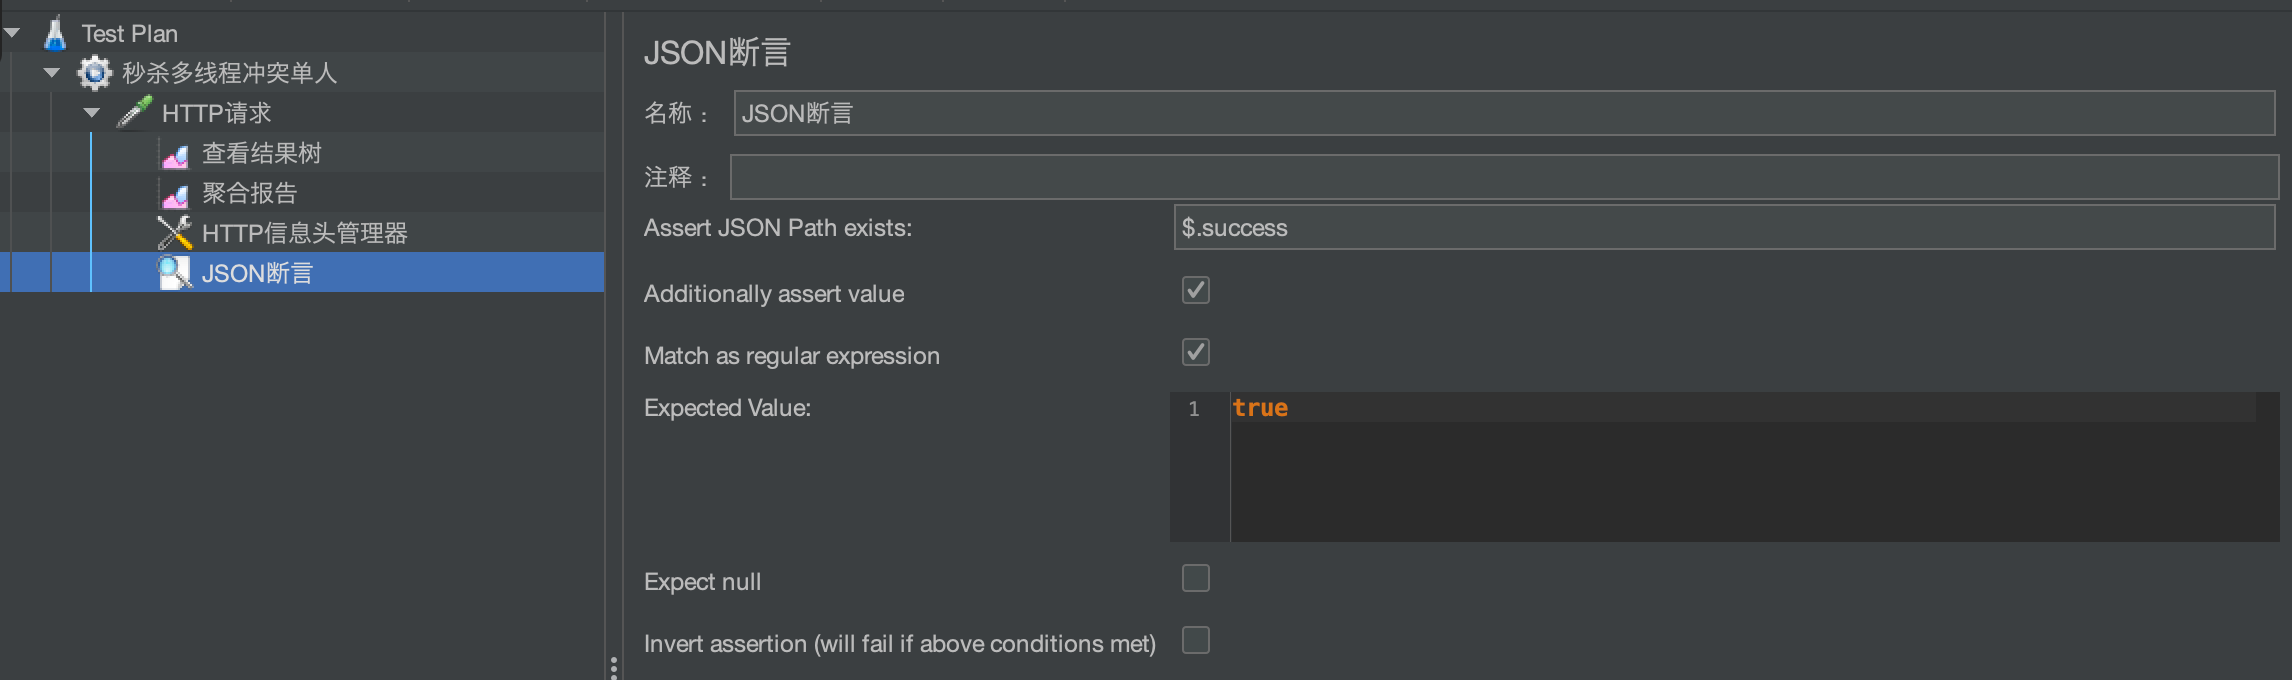 Test Plan
秒杀多线程冲突单人
HTTP请求
查看结果树
聚合报告
HTTP信息头管理器
JSON断言
JSON断言
名称：
JSON断言
注释：
Assert JSON Path exists:
$.success
Additionally assert value
Match as regular expression
Expected Value:
1
true
Expect null
Invert assertion (will fail if above conditions met)